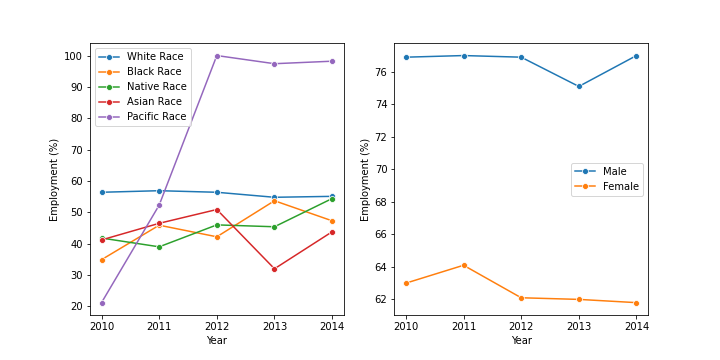 White Race
Black Race
Native Race
Asian Race
Pacific Race
100
90
80
70
60
50
40
30
20
Employment (%)
2010
2011
2012
2013
2014
Year
Male
Female
76
74
72
70
68
66
64
62
Employment (%)
2010
2011
2012
2013
2014
Year